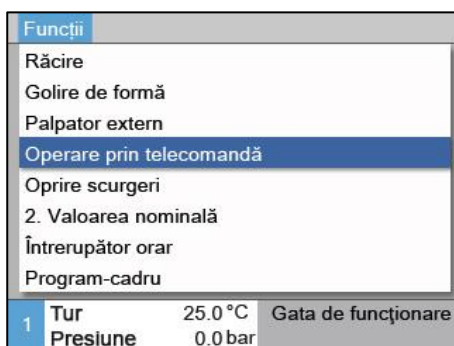 Funcții
Răcire
Golire de formă
Palpator extern
Operare prin telecomandă
Oprire scurgeri
2. Valoarea nominală
Întrerupător orar
Program-cadru
1 Tur 25.0 °C Gata de funcţionare
Presiune 0.0 bar